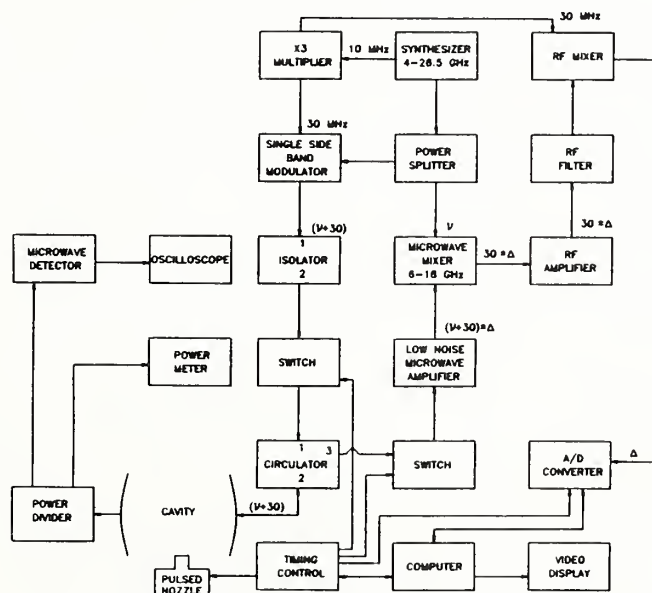 30 MHz
X3
MULTIPLIER
10 MHz
SYNTHESIZER
4-26.5 GHz
RF MIXER
30 MHz
SINGLE SIDE
BAND
MODULATOR
POWER
SPLITTER
RF
FILTER
(ν+30)
ν
30 = Δ
MICROWAVE
DETECTOR
OSCILLOSCOPE
1
ISOLATOR
2
MICROWAVE
MIXER
6-18 GHz
30 = Δ
RF
AMPLIFIER
(ν+30)=Δ
POWER
METER
SWITCH
LOW NOISE
MICROWAVE
AMPLIFIER
1
3
CIRCULATOR
2
SWITCH
A/D
CONVERTER
Δ
POWER
DIVIDER
CAVITY
(ν+30)
PULSED
NOZZLE
TIMING
CONTROL
COMPUTER
VIDEO
DISPLAY